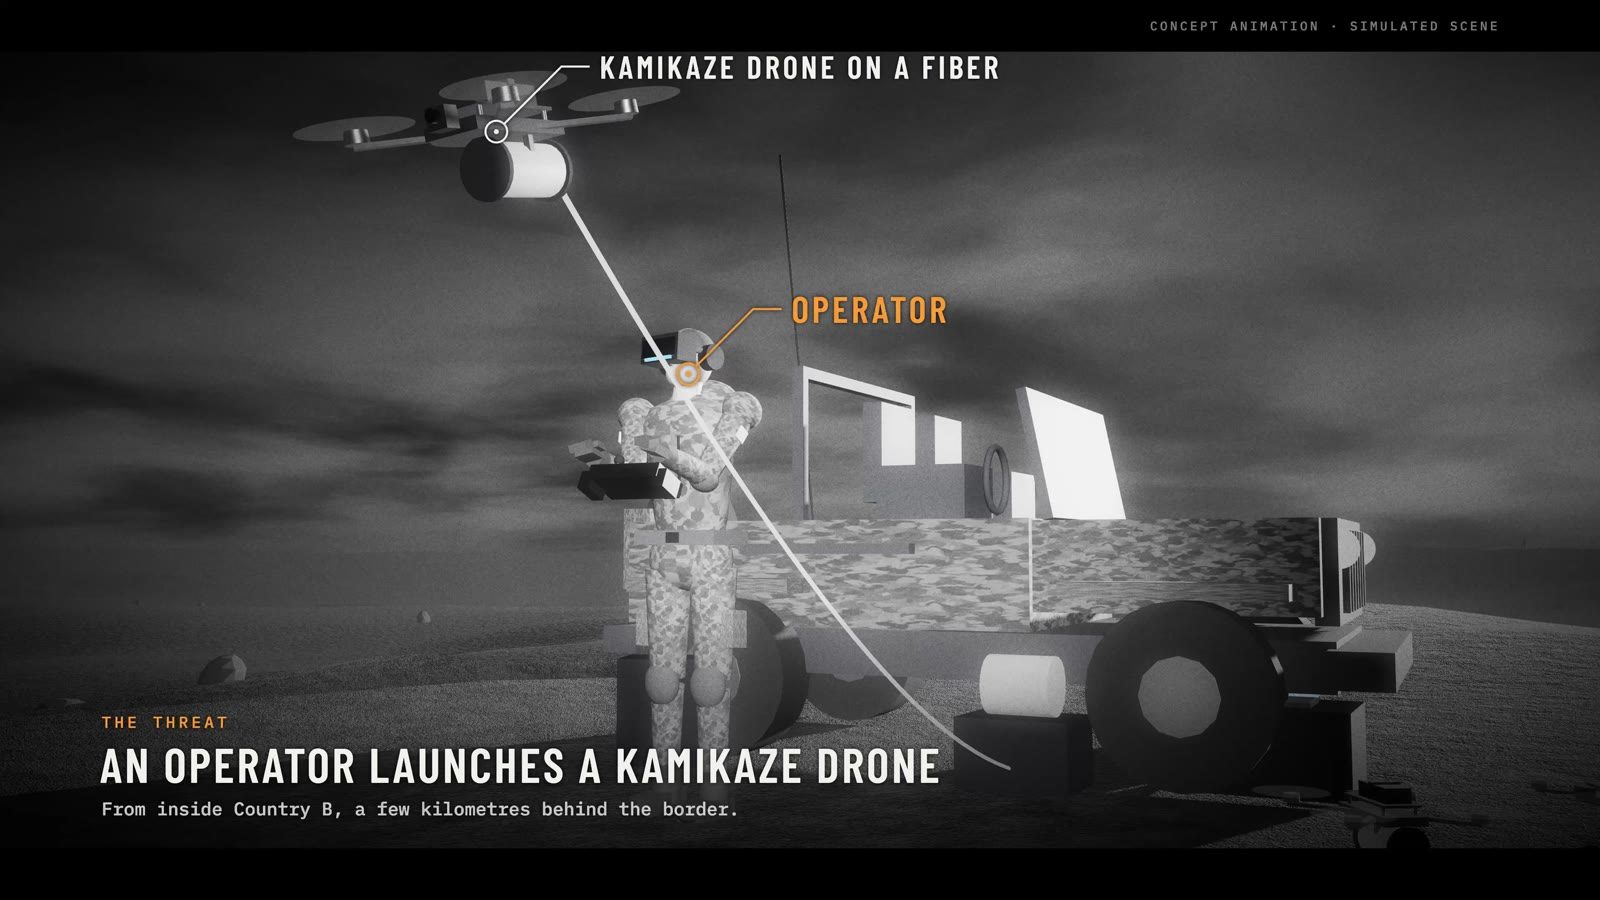 CONCEPT ANIMATION · SIMULATED SCENE
KAMIKAZE DRONE ON A FIBER
OPERATOR
THE THREAT
AN OPERATOR LAUNCHES A KAMIKAZE DRONE
From inside Country B, a few kilometres behind the border.